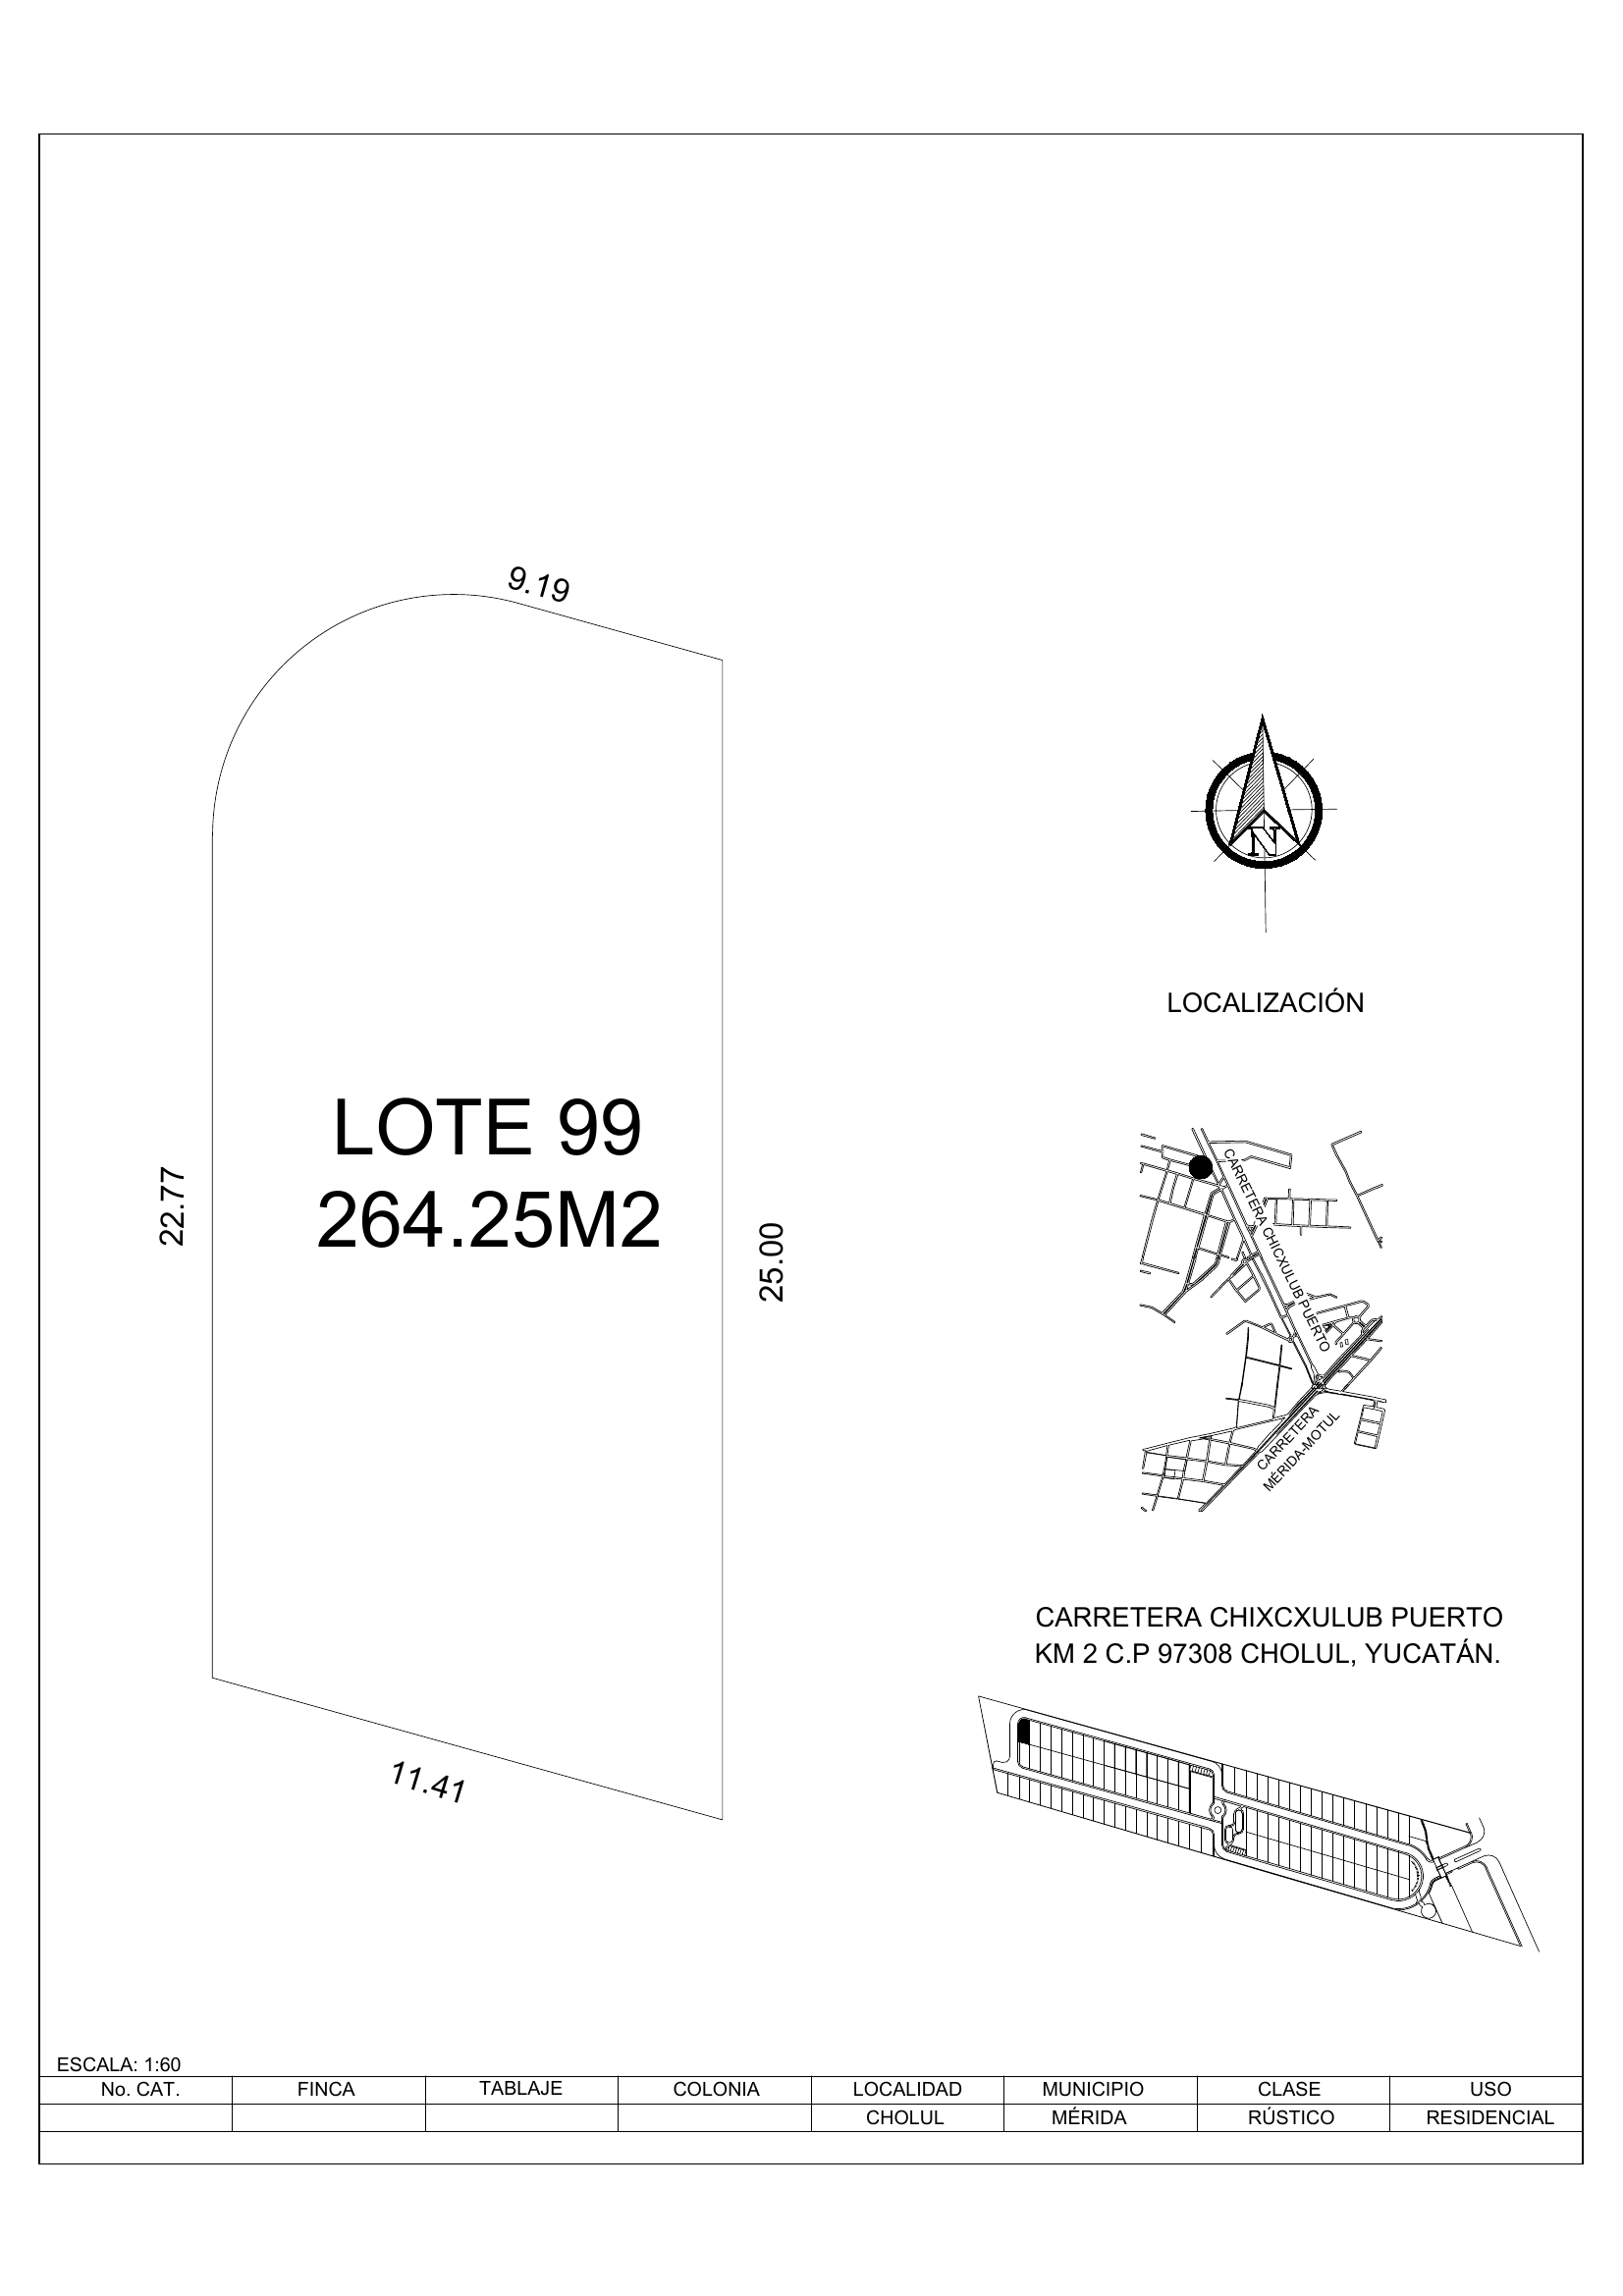 9.19
LOTE 99
264.25M2
22.77
25.00
11.41
N
LOCALIZACIÓN
CARRETERA CHICXULUB PUERTO
CARRETERA
MÉRIDA-MOTUL
CARRETERA CHIXCXULUB PUERTO
KM 2 C.P 97308 CHOLUL, YUCATÁN.
ESCALA: 1:60
No. CAT. FINCA TABLAJE COLONIA LOCALIDAD MUNICIPIO CLASE USO
CHOLUL MÉRIDA RÚSTICO RESIDENCIAL